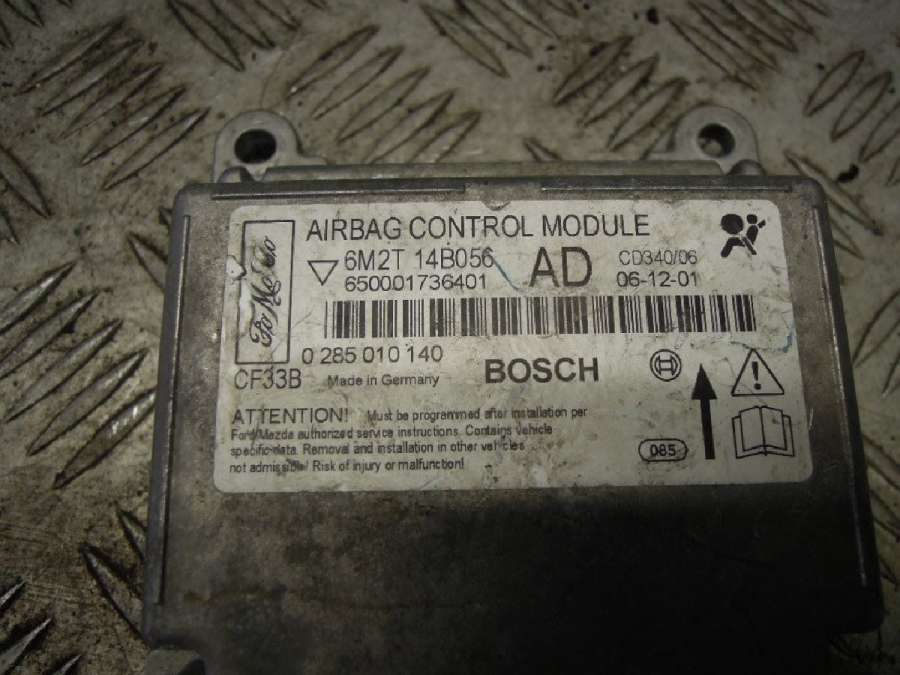 FoMoCo
AIRBAG CONTROL MODULE
6M2T 14B056 AD CD340/06
650001736401 06-12-01
0 285 010 140 BOSCH
CF33B Made in Germany
ATTENTION! Must be programmed after installation per
Ford/Mazda authorized service instructions. Contains vehicle
specific data. Removal and installation in other vehicles
not admissible! Risk of injury or malfunction!
085